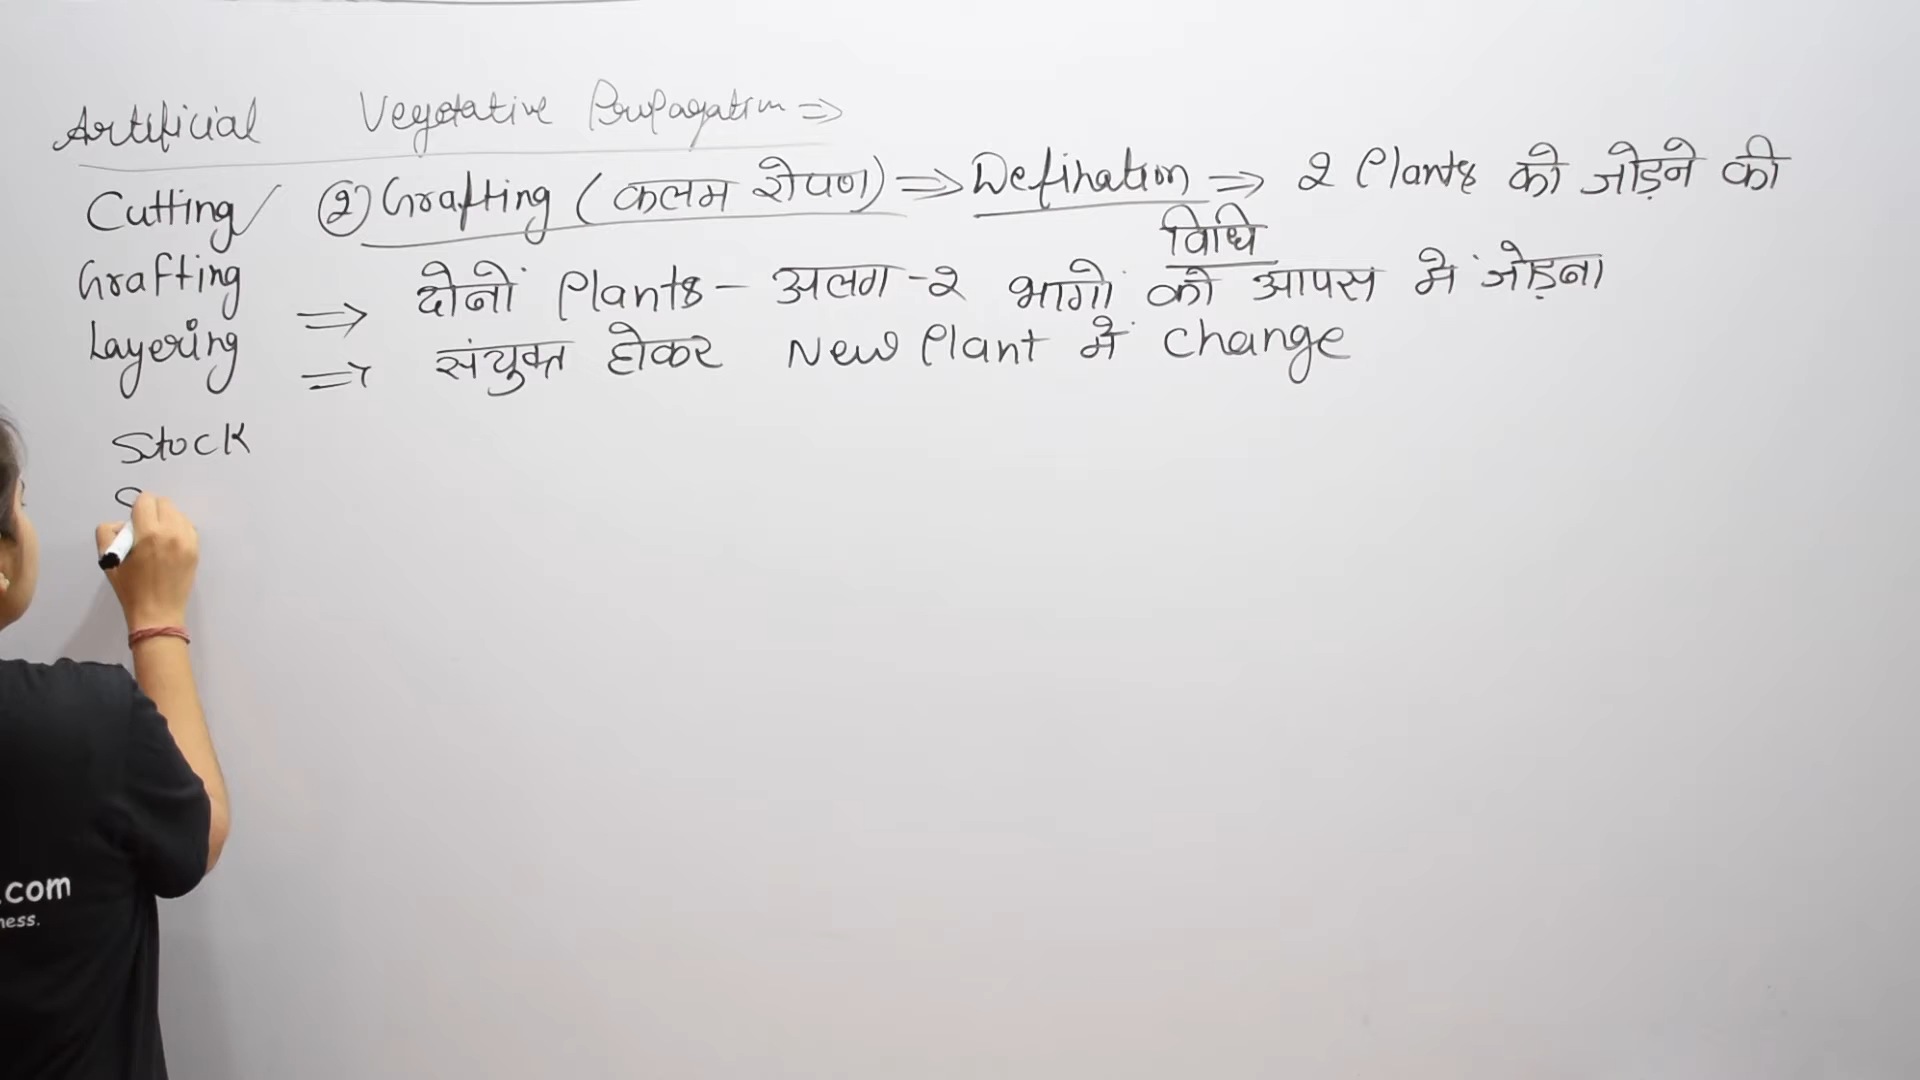 Artificial Vegetative Propagation ⇒
Cutting ✓ ② Grafting (कलम रोपण) ⇒ Defination ⇒ 2 Plants को जोड़ने की
विधि
Grafting ⇒ दोनों Plants - अलग-2 भागों को आपस में जोड़ना
Layering ⇒ संयुक्त होकर New Plant में change
Stock
S
.com
ness.